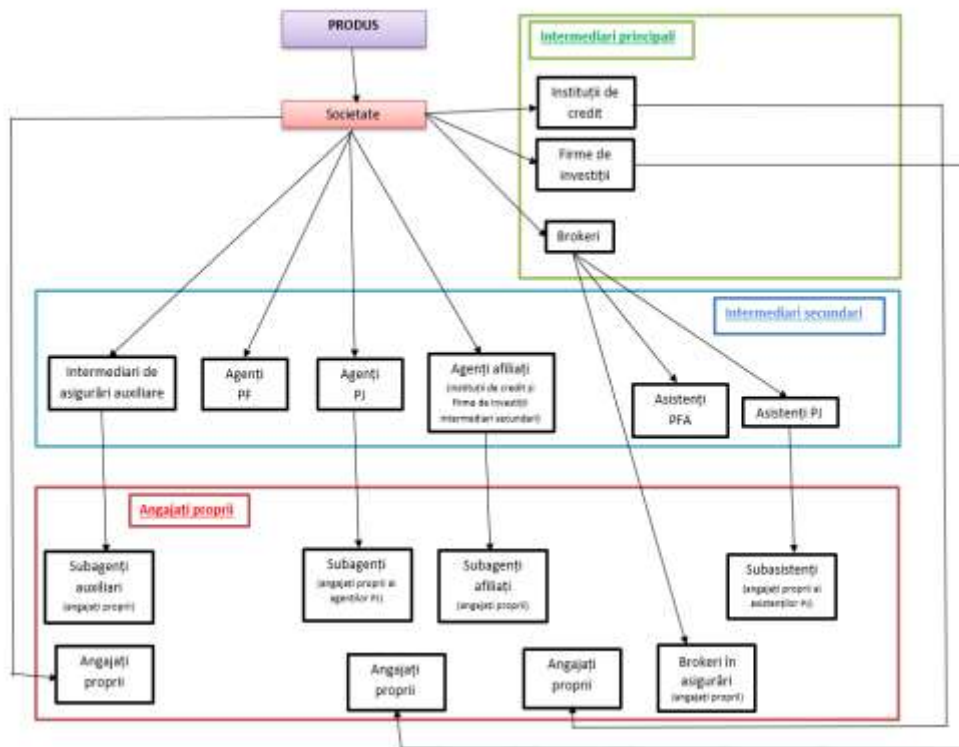 PRODUS
Intermediari principali
Instituții de
credit
Societate
Firme de
investiții
Brokeri
Intermediari secundari
Intermediari de
asigurări auxiliare
Agenți
PF
Agenți
PJ
Agenți afiliați
(instituții de credit și
Firme de investiții
intermediari secundari)
Asistenți
PFA
Asistenți PJ
Angajați proprii
Subagenți
auxiliari
(angajați proprii)
Subagenți
(angajați proprii ai
agenților PJ)
Subagenți
afiliați
(angajați proprii)
Subasistenți
(angajați proprii ai
asistenților PJ)
Angajați
proprii
Angajați
proprii
Angajați
proprii
Brokeri în
asigurări
(angajați proprii)